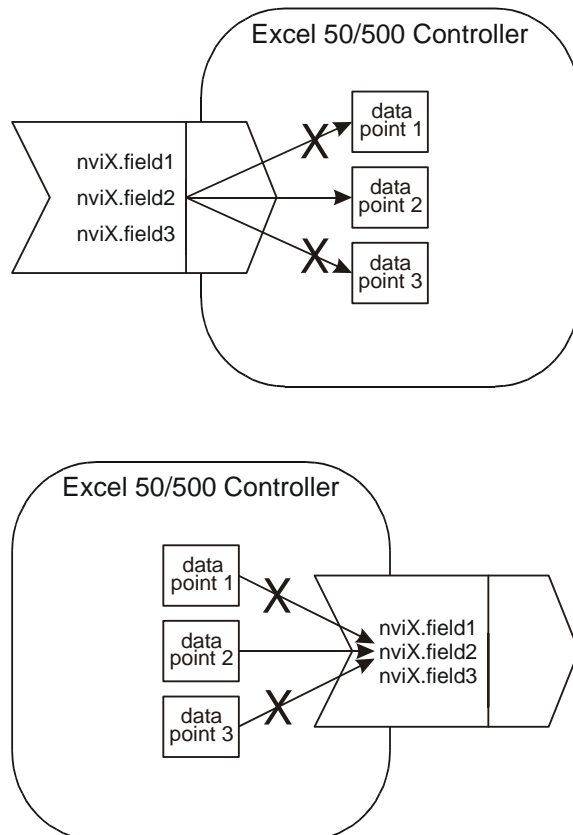 Excel 50/500 Controller
data
point 1
nviX.field1
nviX.field2
nviX.field3
X
data
point 2
X
data
point 3
Excel 50/500 Controller
data
point 1
X
data
point 2
nviX.field1
nviX.field2
nviX.field3
X
data
point 3